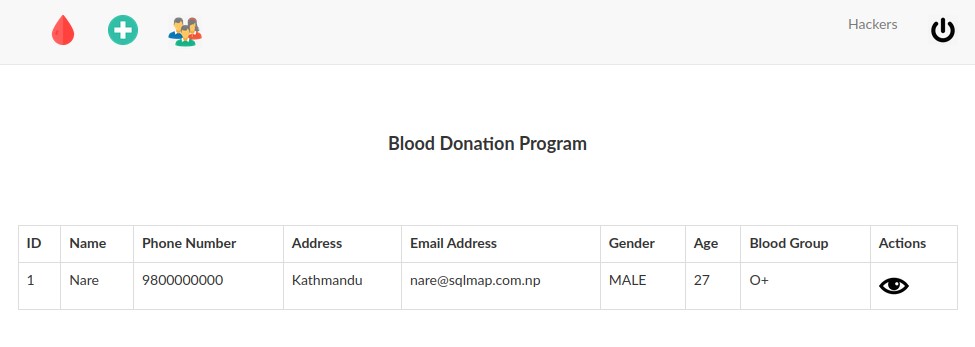 Hackers
Blood Donation Program
ID Name Phone Number Address Email Address Gender Age Blood Group Actions
1 Nare 9800000000 Kathmandu nare@sqlmap.com.np MALE 27 O+